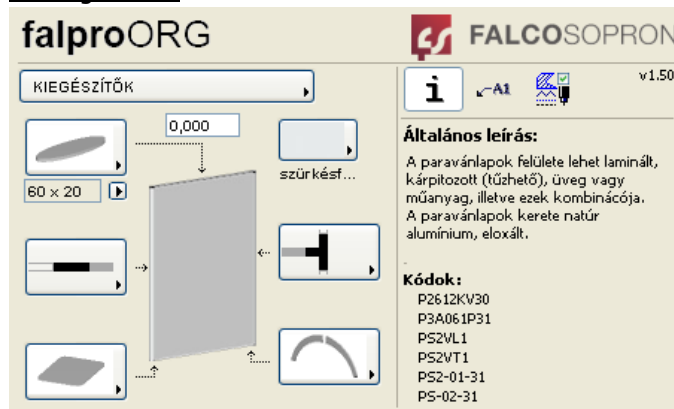 falproORG
FALCOSOPRON
KIEGÉSZÍTŐK
0,000
60 x 20
szürkésf...
i
A1
v1.50
Általános leírás:
A paravánlapok felülete lehet laminált,
kárpitozott (tűzhető), üveg vagy
műanyag, illetve ezek kombinácója.
A paravánlapok kerete natúr
alumínium, eloxált.
Kódok:
P2612KV30
P3A061P31
PS2VL1
PS2VT1
PS2-01-31
PS-02-31